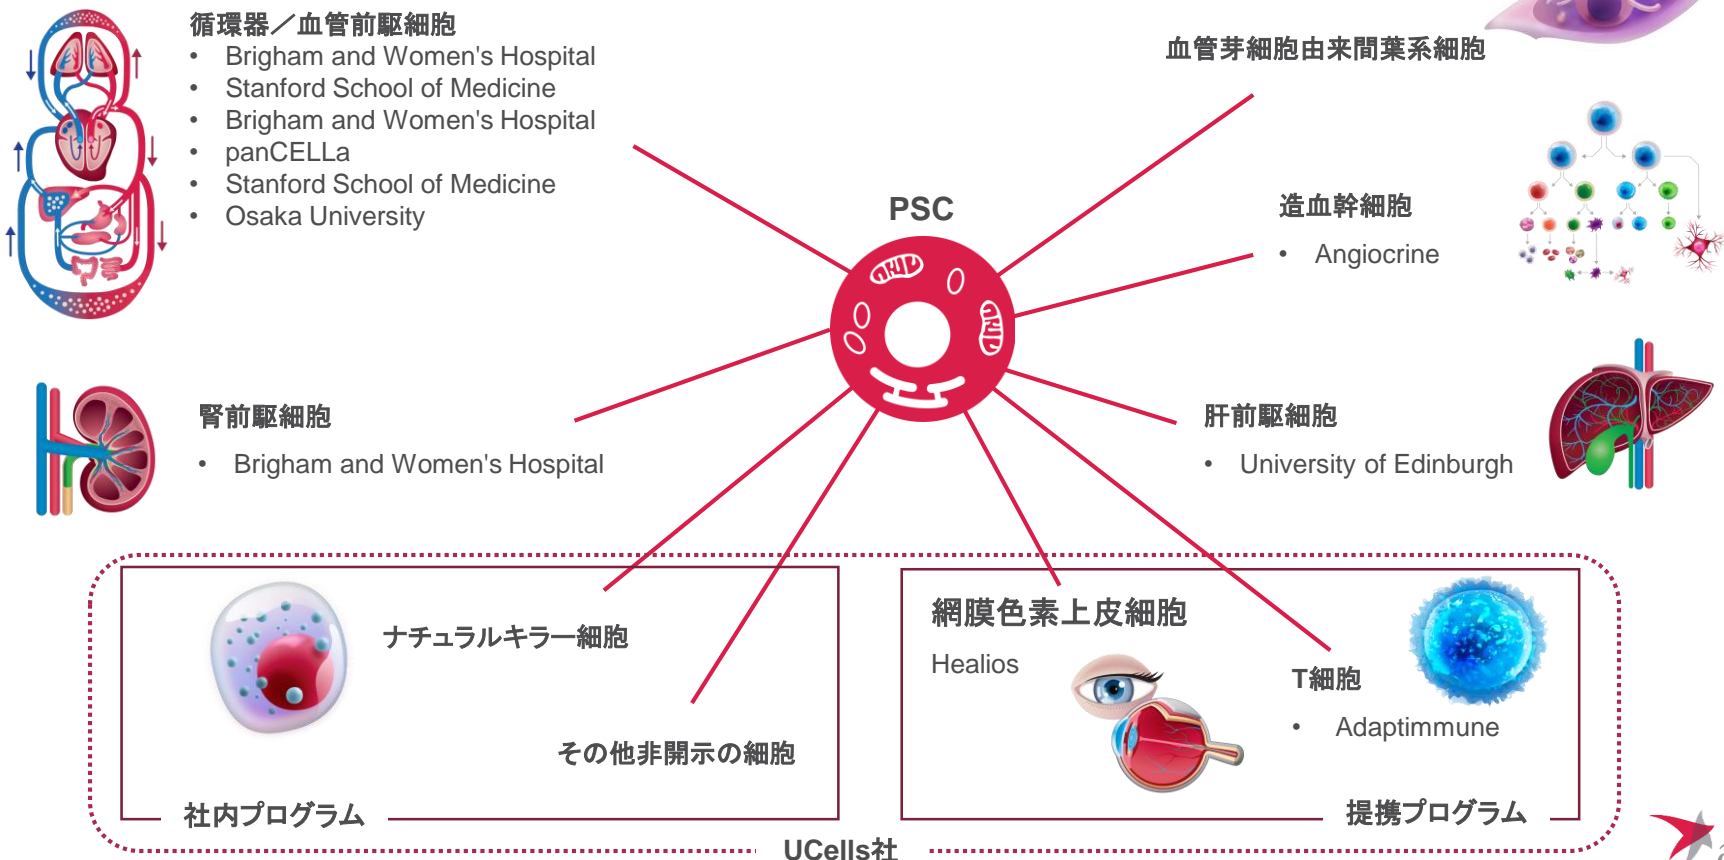 循環器／血管前駆細胞
• Brigham and Women's Hospital
• Stanford School of Medicine
• Brigham and Women's Hospital
• panCELLa
• Stanford School of Medicine
• Osaka University
血管芽細胞由来間葉系細胞
PSC
造血幹細胞
• Angiocrine
腎前駆細胞
• Brigham and Women's Hospital
肝前駆細胞
• University of Edinburgh
ナチュラルキラー細胞
その他非開示の細胞
社内プログラム
網膜色素上皮細胞
Healios
T細胞
• Adaptimmune
提携プログラム
UCells社